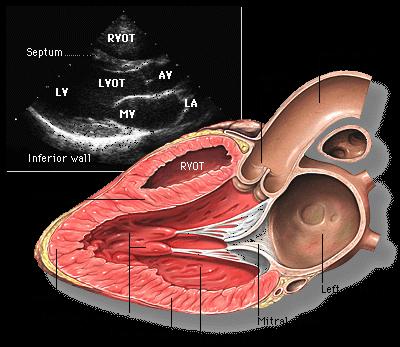 RVOT
Septum
LVOT
AV
LV
LA
MV
Inferior wall
RVOT
Left
Mitral